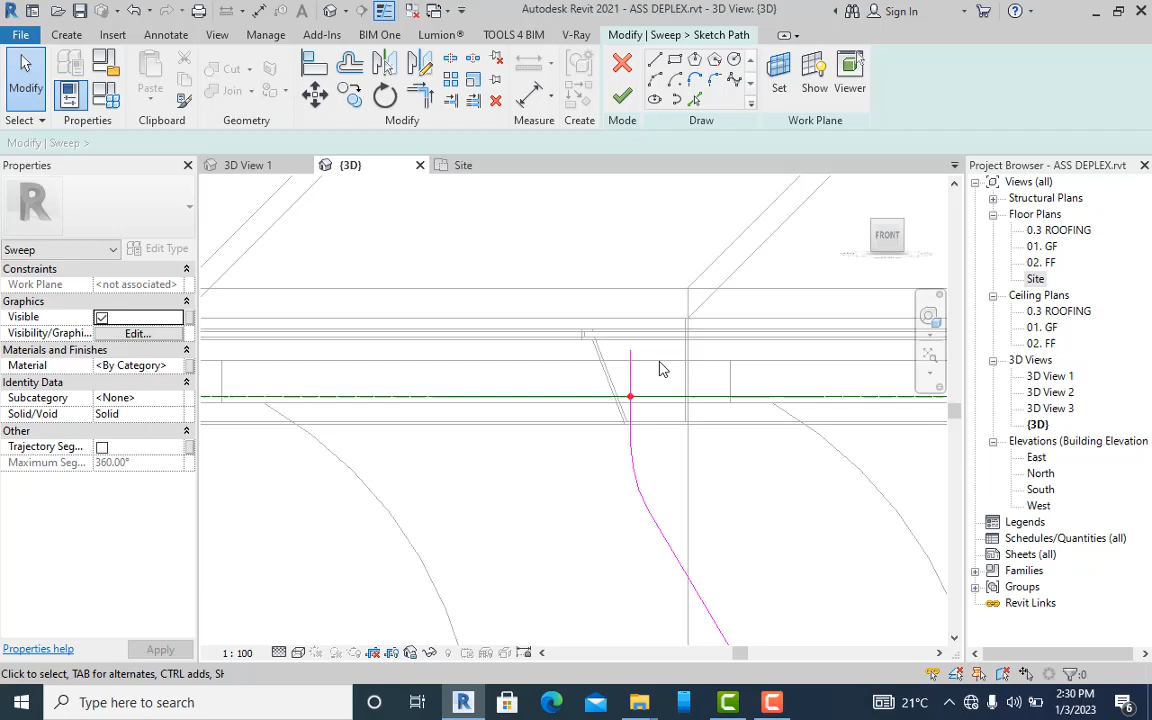 Autodesk Revit 2021 - ASS DEPLEX.rvt - 3D View: {3D}
Sign In
File Create Insert Annotate View Manage Add-Ins BIM One Lumion® TOOLS 4 BIM V-Ray Modify | Sweep > Sketch Path
Modify Paste Cut Join Create Set Show Viewer
Select Properties Clipboard Geometry Modify Measure Create Mode Draw Work Plane
Modify | Sweep >
Properties
3D View 1
{3D}
Site
Project Browser - ASS DEPLEX.rvt
Sweep
Edit Type
Constraints
Work Plane <not associated>
Graphics
Visible
Visibility/Graphi... Edit...
Materials and Finishes
Material <By Category>
Identity Data
Subcategory <None>
Solid/Void Solid
Other
Trajectory Seg...
Maximum Seg... 360.00°
Properties help
Apply
FRONT
Views (all)
Structural Plans
Floor Plans
0.3 ROOFING
01. GF
02. FF
Site
Ceiling Plans
0.3 ROOFING
01. GF
02. FF
3D Views
3D View 1
3D View 2
3D View 3
{3D}
Elevations (Building Elevation
East
North
South
West
Legends
Schedules/Quantities (all)
Sheets (all)
Families
Groups
Revit Links
1 : 100
Click to select, TAB for alternates, CTRL adds, SH
:0
Type here to search
21°C
2:30 PM
1/3/2023
6